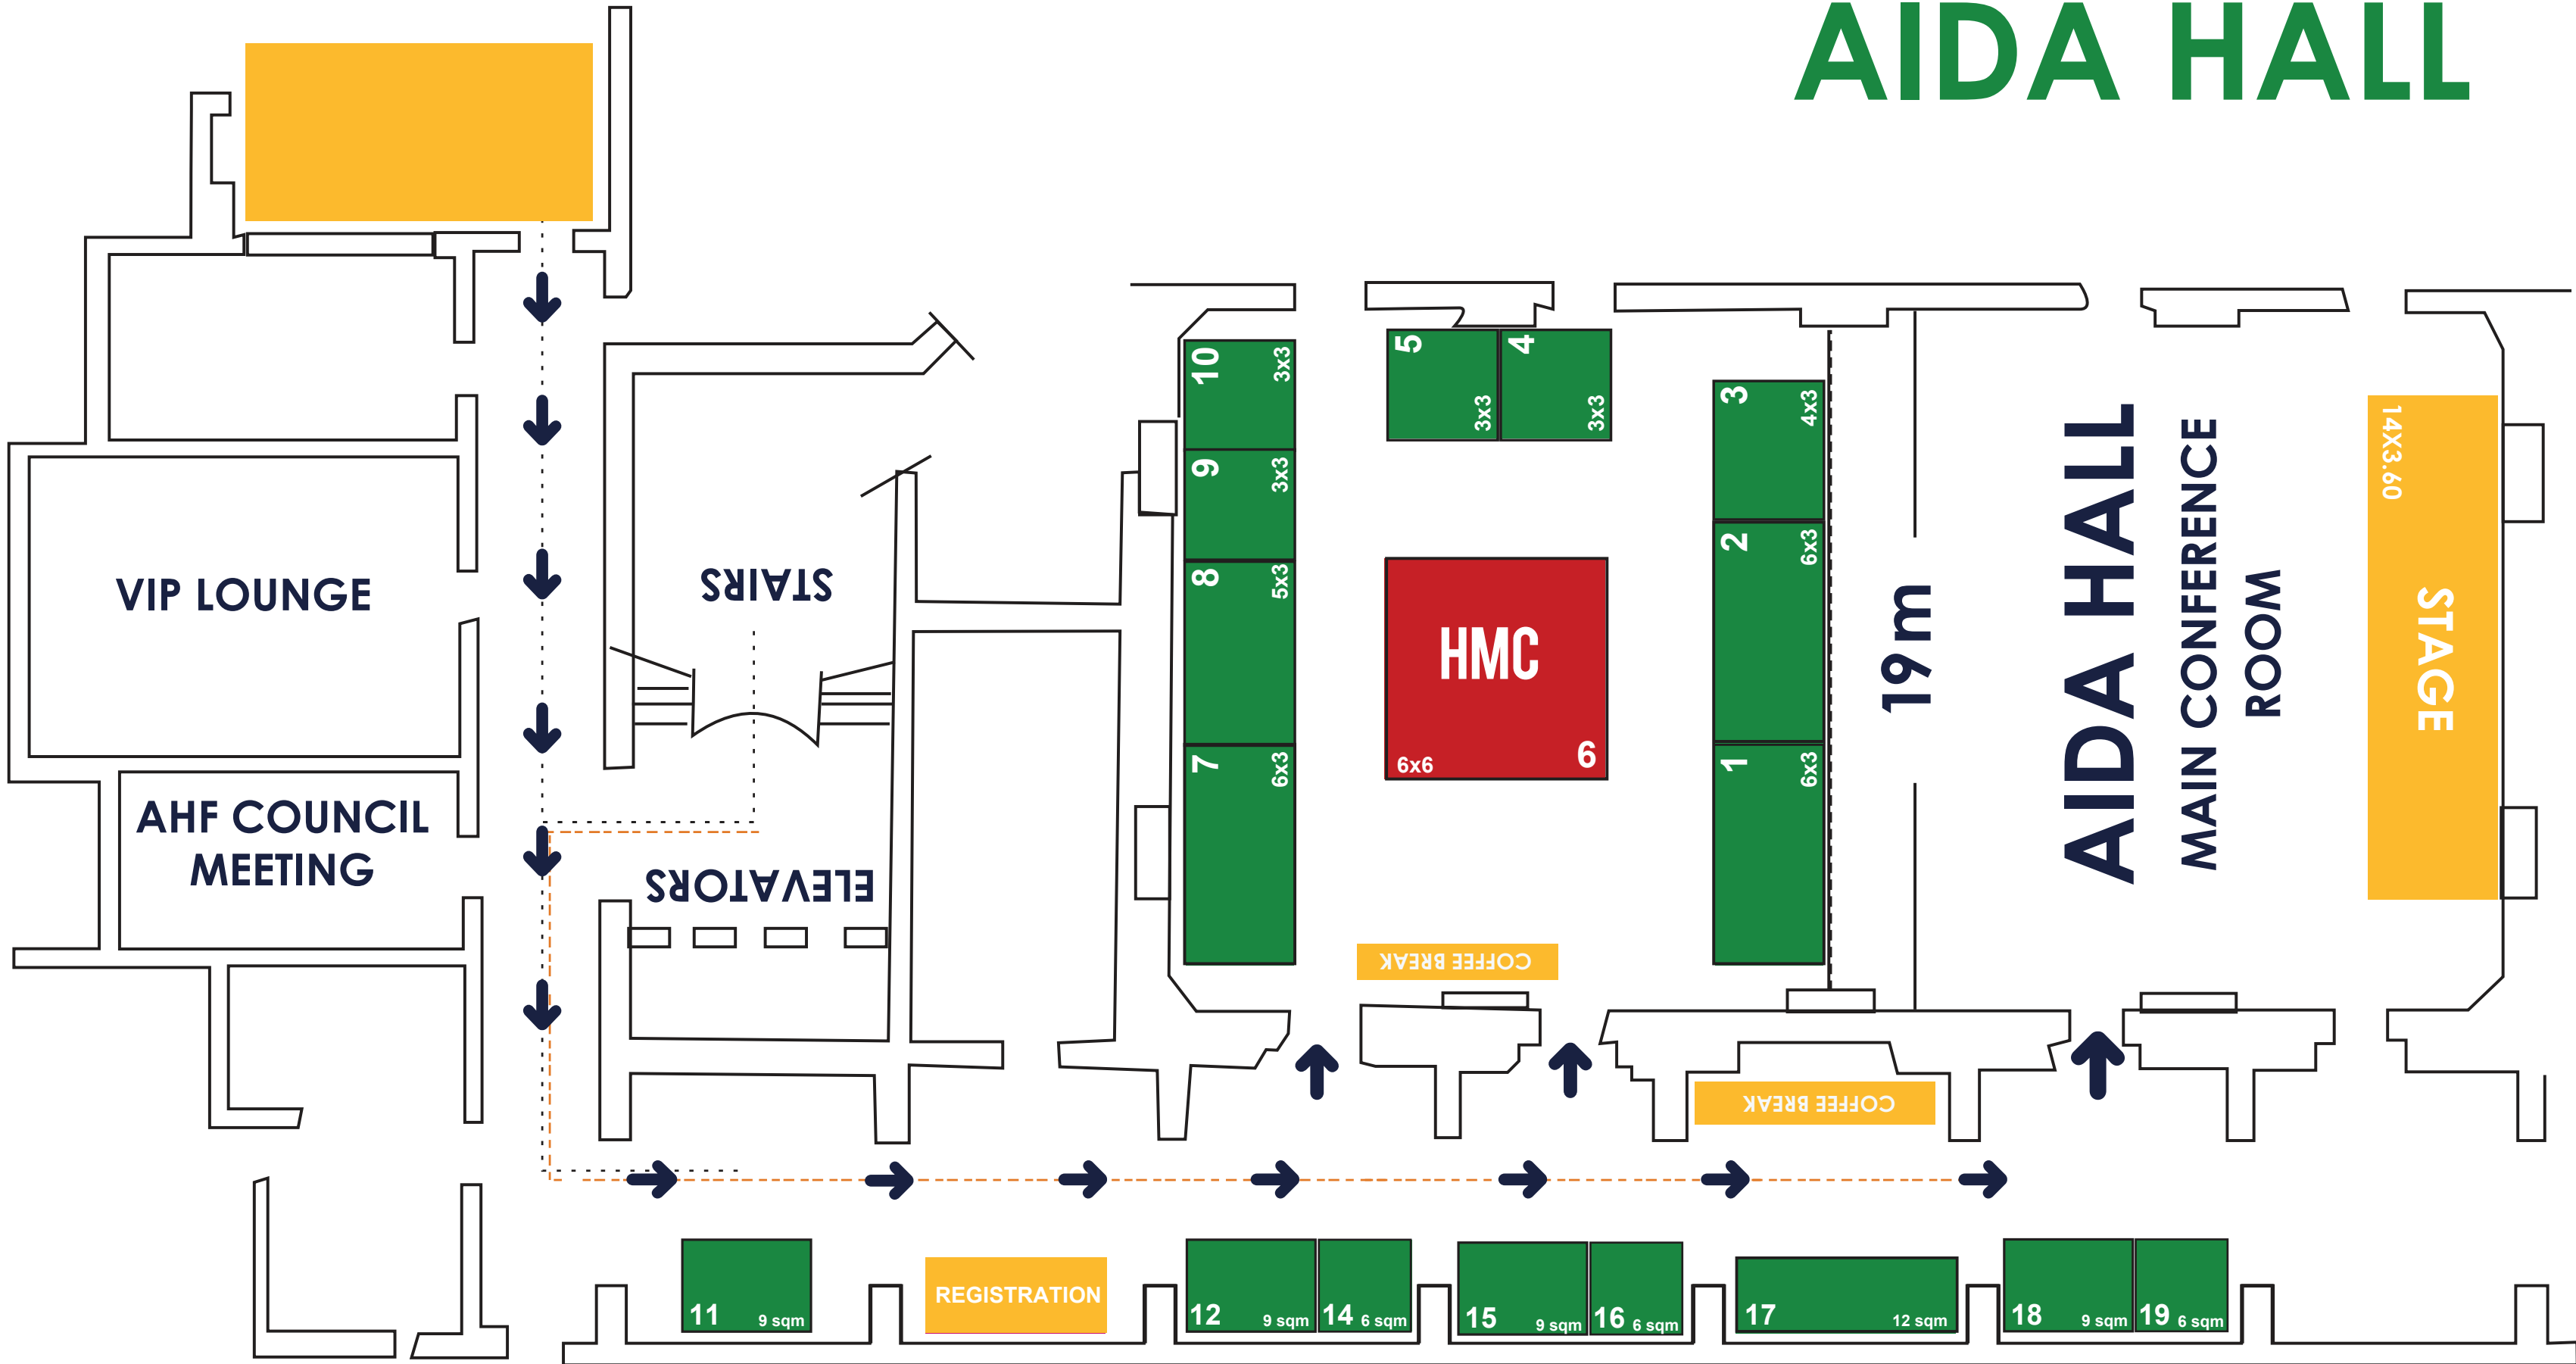 AIDA HALL
VIP LOUNGE
AHF COUNCIL
MEETING
STAIRS
ELEVATORS
10
3x3
9
3x3
8
5x3
7
6x3
5
3x3
4
3x3
HMC
6x6
6
3
4x3
2
6x3
1
6x3
19m
AIDA HALL
MAIN CONFERENCE
ROOM
14X3.60
STAGE
COFFEE BREAK
COFFEE BREAK
11
9 sqm
REGISTRATION
12
9 sqm
14
6 sqm
15
9 sqm
16
6 sqm
17
12 sqm
18
9 sqm
19
6 sqm